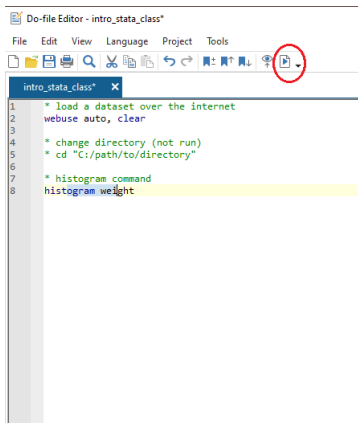 Do-file Editor - intro_stata_class*
File Edit View Language Project Tools
intro_stata_class* X
1 * load a dataset over the internet
2 webuse auto, clear
3
4 * change directory (not run)
5 * cd "C:/path/to/directory"
6
7 * histogram command
8 histogram weight